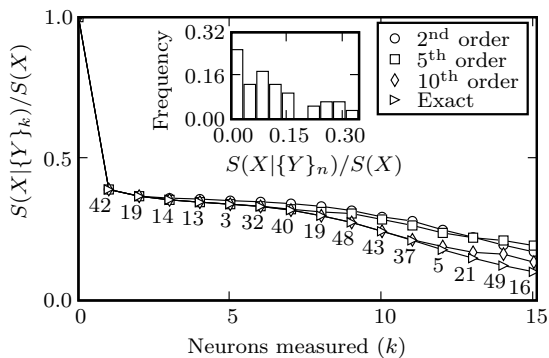 1.0
0.5
0.0
S(X|{Y}ₖ)/S(X)
0 5 10 15
Neurons measured (k)
0.32
0.16
0.00
Frequency
0.00 0.15 0.30
S(X|{Y}ₙ)/S(X)
2ⁿᵈ order
5ᵗʰ order
10ᵗʰ order
Exact
42 19 14 13 3 32 40 19 48 43 37 5 21 49 16